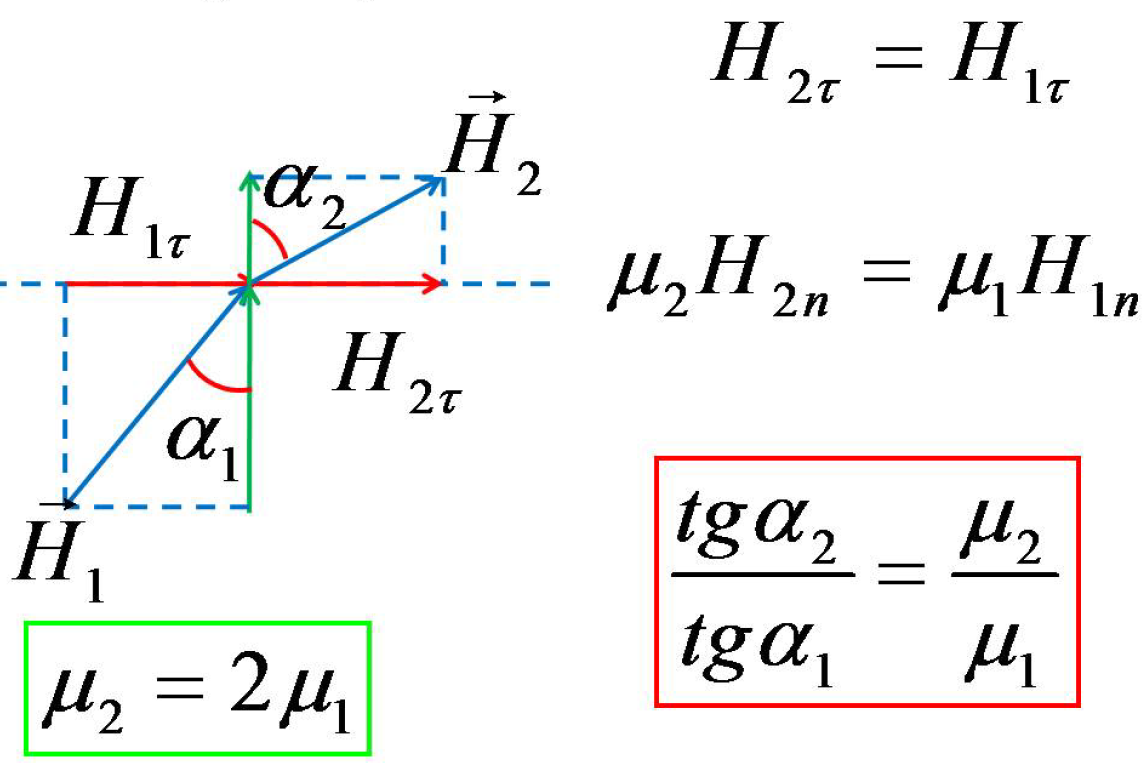 H₂τ = H₁τ
H⃗₂
α₂
H₁τ
μ₂H₂ₙ = μ₁H₁ₙ
H₂τ
α₁
H⃗₁
tgα₂ / tgα₁ = μ₂ / μ₁
μ₂ = 2μ₁